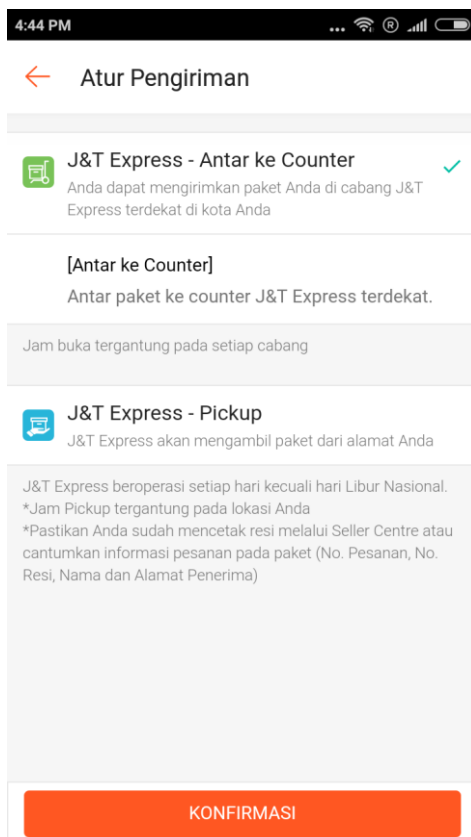 4:44 PM
Atur Pengiriman
J&T Express - Antar ke Counter
Anda dapat mengirimkan paket Anda di cabang J&T
Express terdekat di kota Anda
[Antar ke Counter]
Antar paket ke counter J&T Express terdekat.
Jam buka tergantung pada setiap cabang
J&T Express - Pickup
J&T Express akan mengambil paket dari alamat Anda
J&T Express beroperasi setiap hari kecuali hari Libur Nasional.
*Jam Pickup tergantung pada lokasi Anda
*Pastikan Anda sudah mencetak resi melalui Seller Centre atau
cantumkan informasi pesanan pada paket (No. Pesanan, No.
Resi, Nama dan Alamat Penerima)
KONFIRMASI